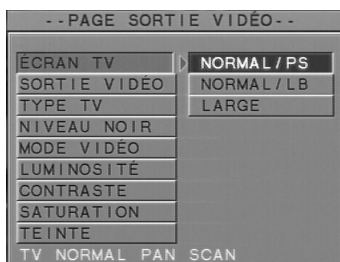 --PAGE SORTIE VIDÉO--
ÉCRAN TV NORMAL/PS
SORTIE VIDÉO NORMAL/LB
TYPE TV LARGE
NIVEAU NOIR
MODE VIDÉO
LUMINOSITÉ
CONTRASTE
SATURATION
TEINTE
TV NORMAL PAN SCAN